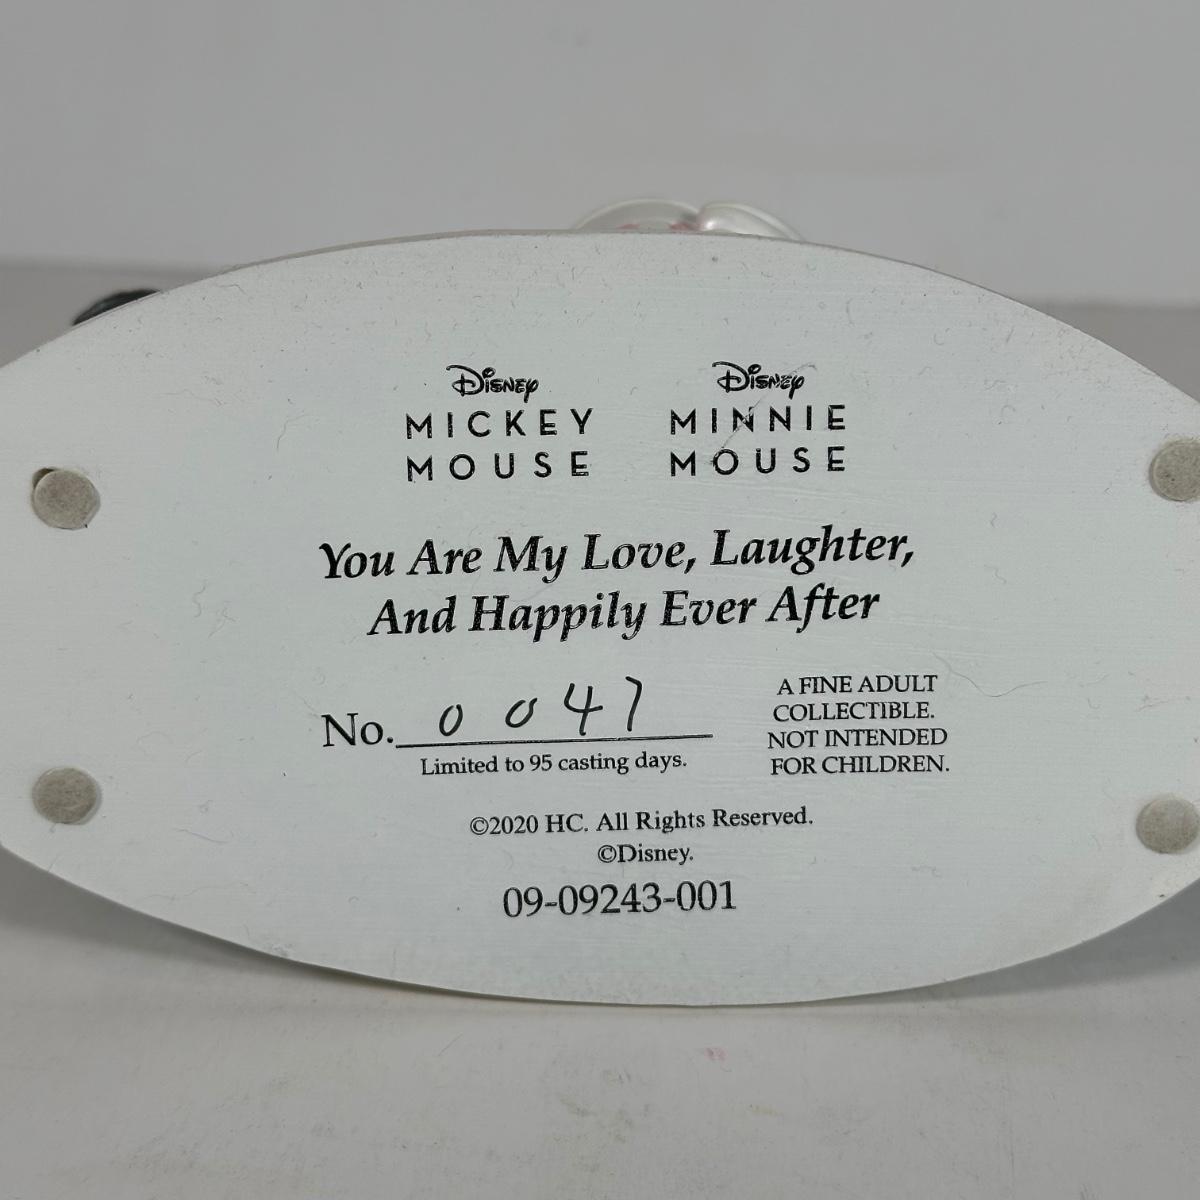 Disney Disney
MICKEY MINNIE
MOUSE MOUSE
You Are My Love, Laughter,
And Happily Ever After
No. 0047
Limited to 95 casting days.
A FINE ADULT
COLLECTIBLE.
NOT INTENDED
FOR CHILDREN.
©2020 HC. All Rights Reserved.
©Disney.
09-09243-001